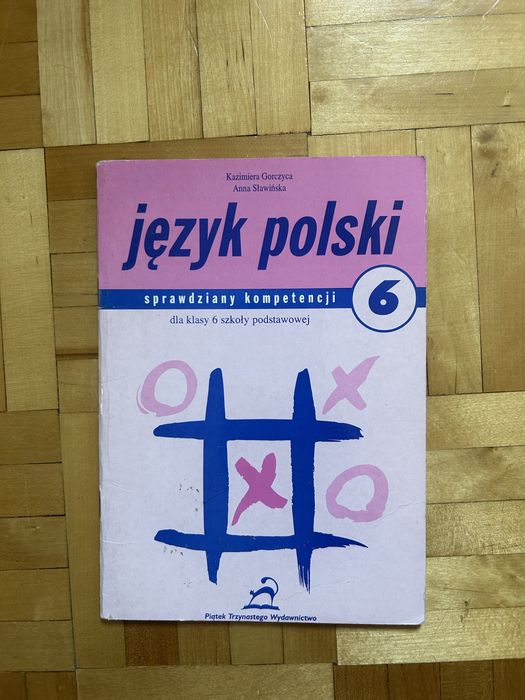 Kazimiera Gorczyca
Anna Sławińska
język polski
sprawdziany kompetencji 6
dla klasy 6 szkoły podstawowej
Piątek Trzynastego Wydawnictwo